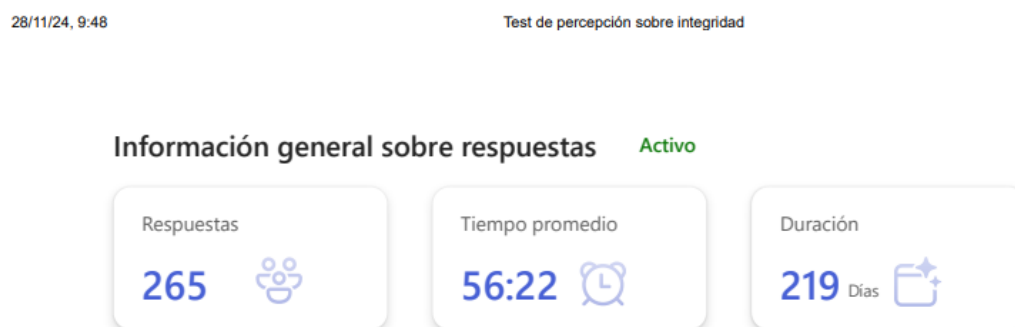 28/11/24, 9:48 Test de percepción sobre integridad
Información general sobre respuestas Activo
Respuestas Tiempo promedio Duración
265 56:22 219 Días